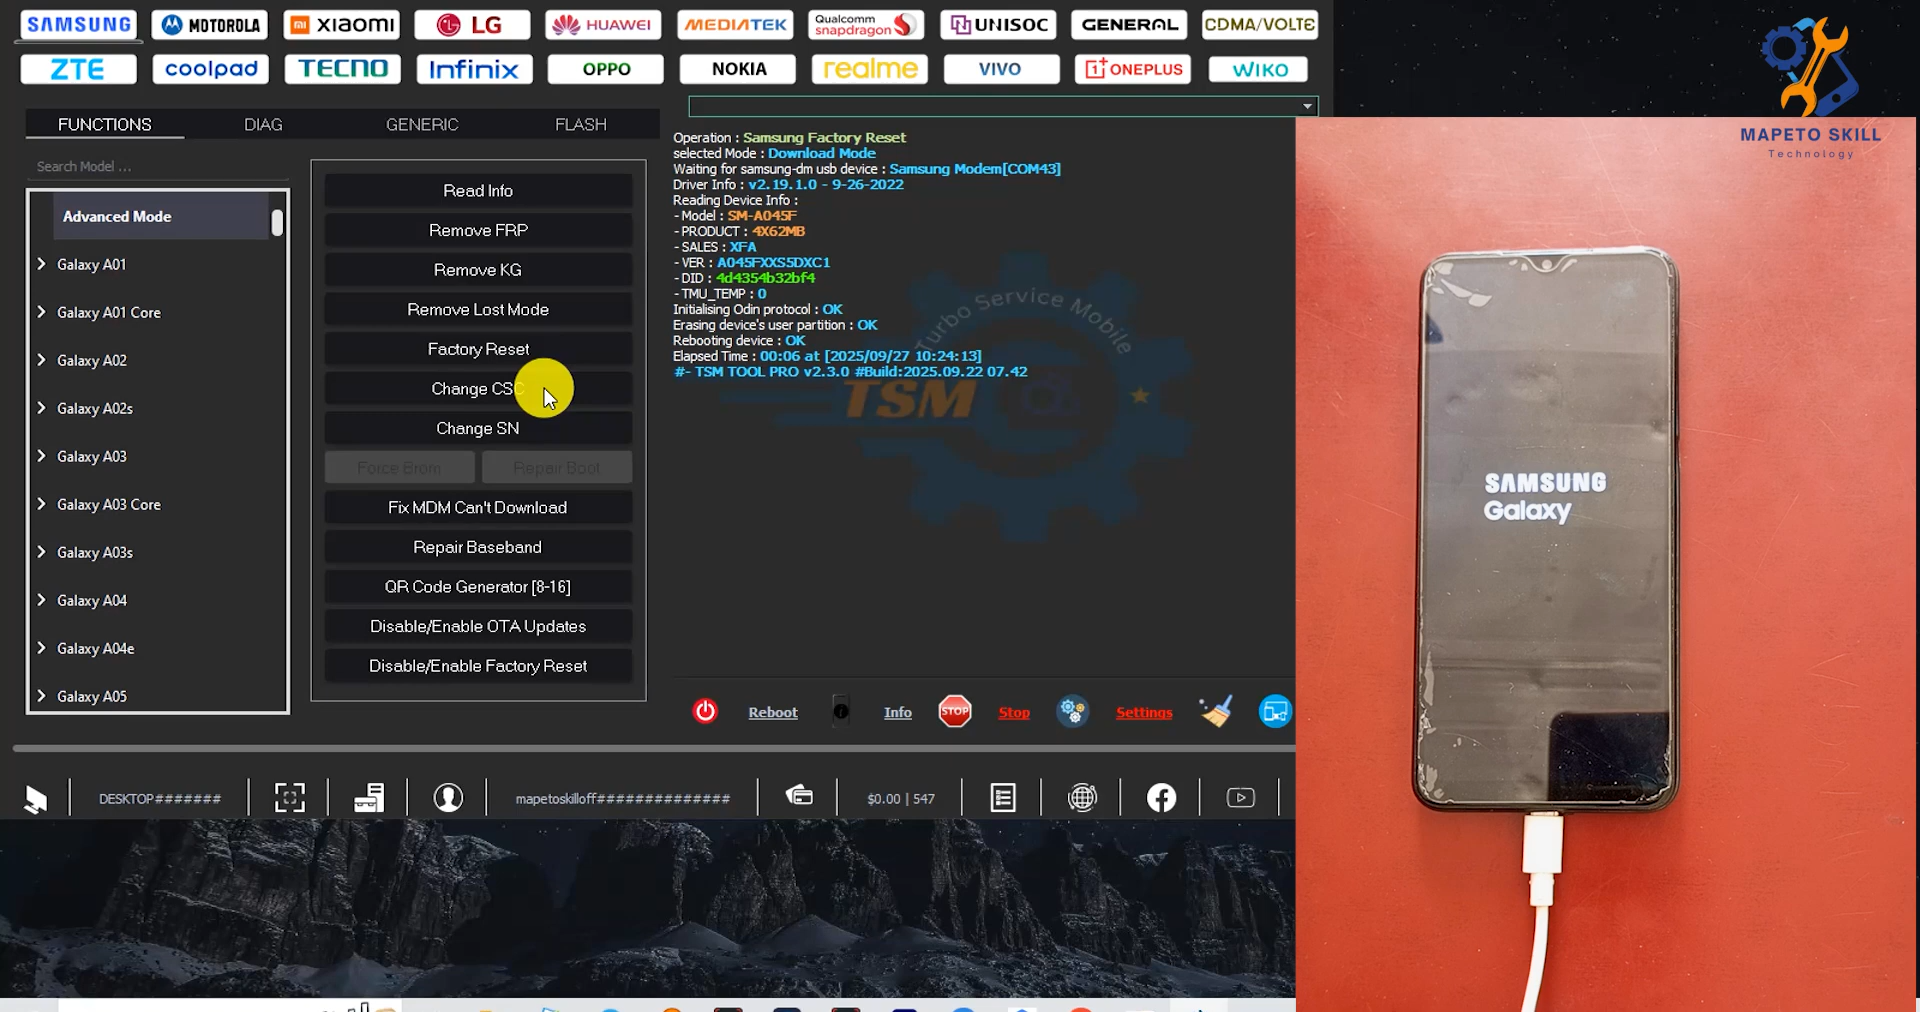 SAMSUNG
MOTOROLA
xiaomi
LG
HUAWEI
MEDIATEK
Qualcomm
snapdragon
UNISOC
GENERAL
CDMA/VOLTE
ZTE
coolpad
TECNO
Infinix
OPPO
NOKIA
realme
VIVO
ONEPLUS
WIKO
MAPETO SKILL
Technology
FUNCTIONS
DIAG
GENERIC
FLASH
Search Model ...
Advanced Mode
Galaxy A01
Galaxy A01 Core
Galaxy A02
Galaxy A02s
Galaxy A03
Galaxy A03 Core
Galaxy A03s
Galaxy A04
Galaxy A04e
Galaxy A05
Read Info
Remove FRP
Remove KG
Remove Lost Mode
Factory Reset
Change CSC
Change SN
Force Brom
Repair Boot
Fix MDM Can't Download
Repair Baseband
QR Code Generator [8-16]
Disable/Enable OTA Updates
Disable/Enable Factory Reset
Operation : Samsung Factory Reset
selected Mode : Download Mode
Waiting for samsung-dm usb device : Samsung Modem[COM43]
Driver Info : v2.19.1.0 - 9-26-2022
Reading Device Info :
- Model : SM-A045F
- PRODUCT : 4X62MB
- SALES : XFA
- VER : A045FXXS5DXC1
- DID : 4d4354b32bf4
- TMU_TEMP : 0
Initialising Odin protocol : OK
Erasing device's user partition : OK
Rebooting device : OK
Elapsed Time : 00:06 at [2025/09/27 10:24:13]
#- TSM TOOL PRO v2.3.0 #Build:2025.09.22 07.42
Turbo Service Mobile
TSM
Reboot
Info
STOP
Stop
Settings
DESKTOP#######
mapetoskilloff##############
$0.00 | 547
SAMSUNG
Galaxy